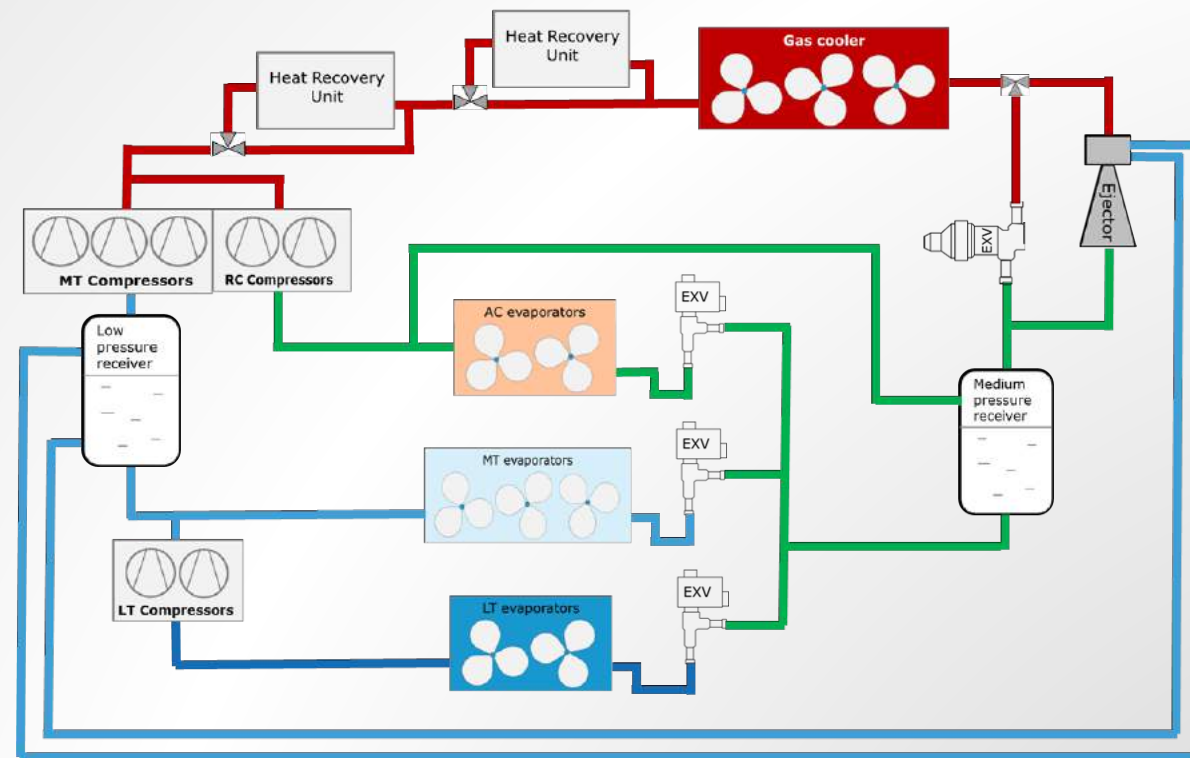 Heat Recovery
Unit
Heat Recovery
Unit
Gas cooler
Ejector
EXV
MT Compressors
RC Compressors
Low
pressure
receiver
AC evaporators
EXV
Medium
pressure
receiver
MT evaporators
EXV
LT Compressors
LT evaporators
EXV